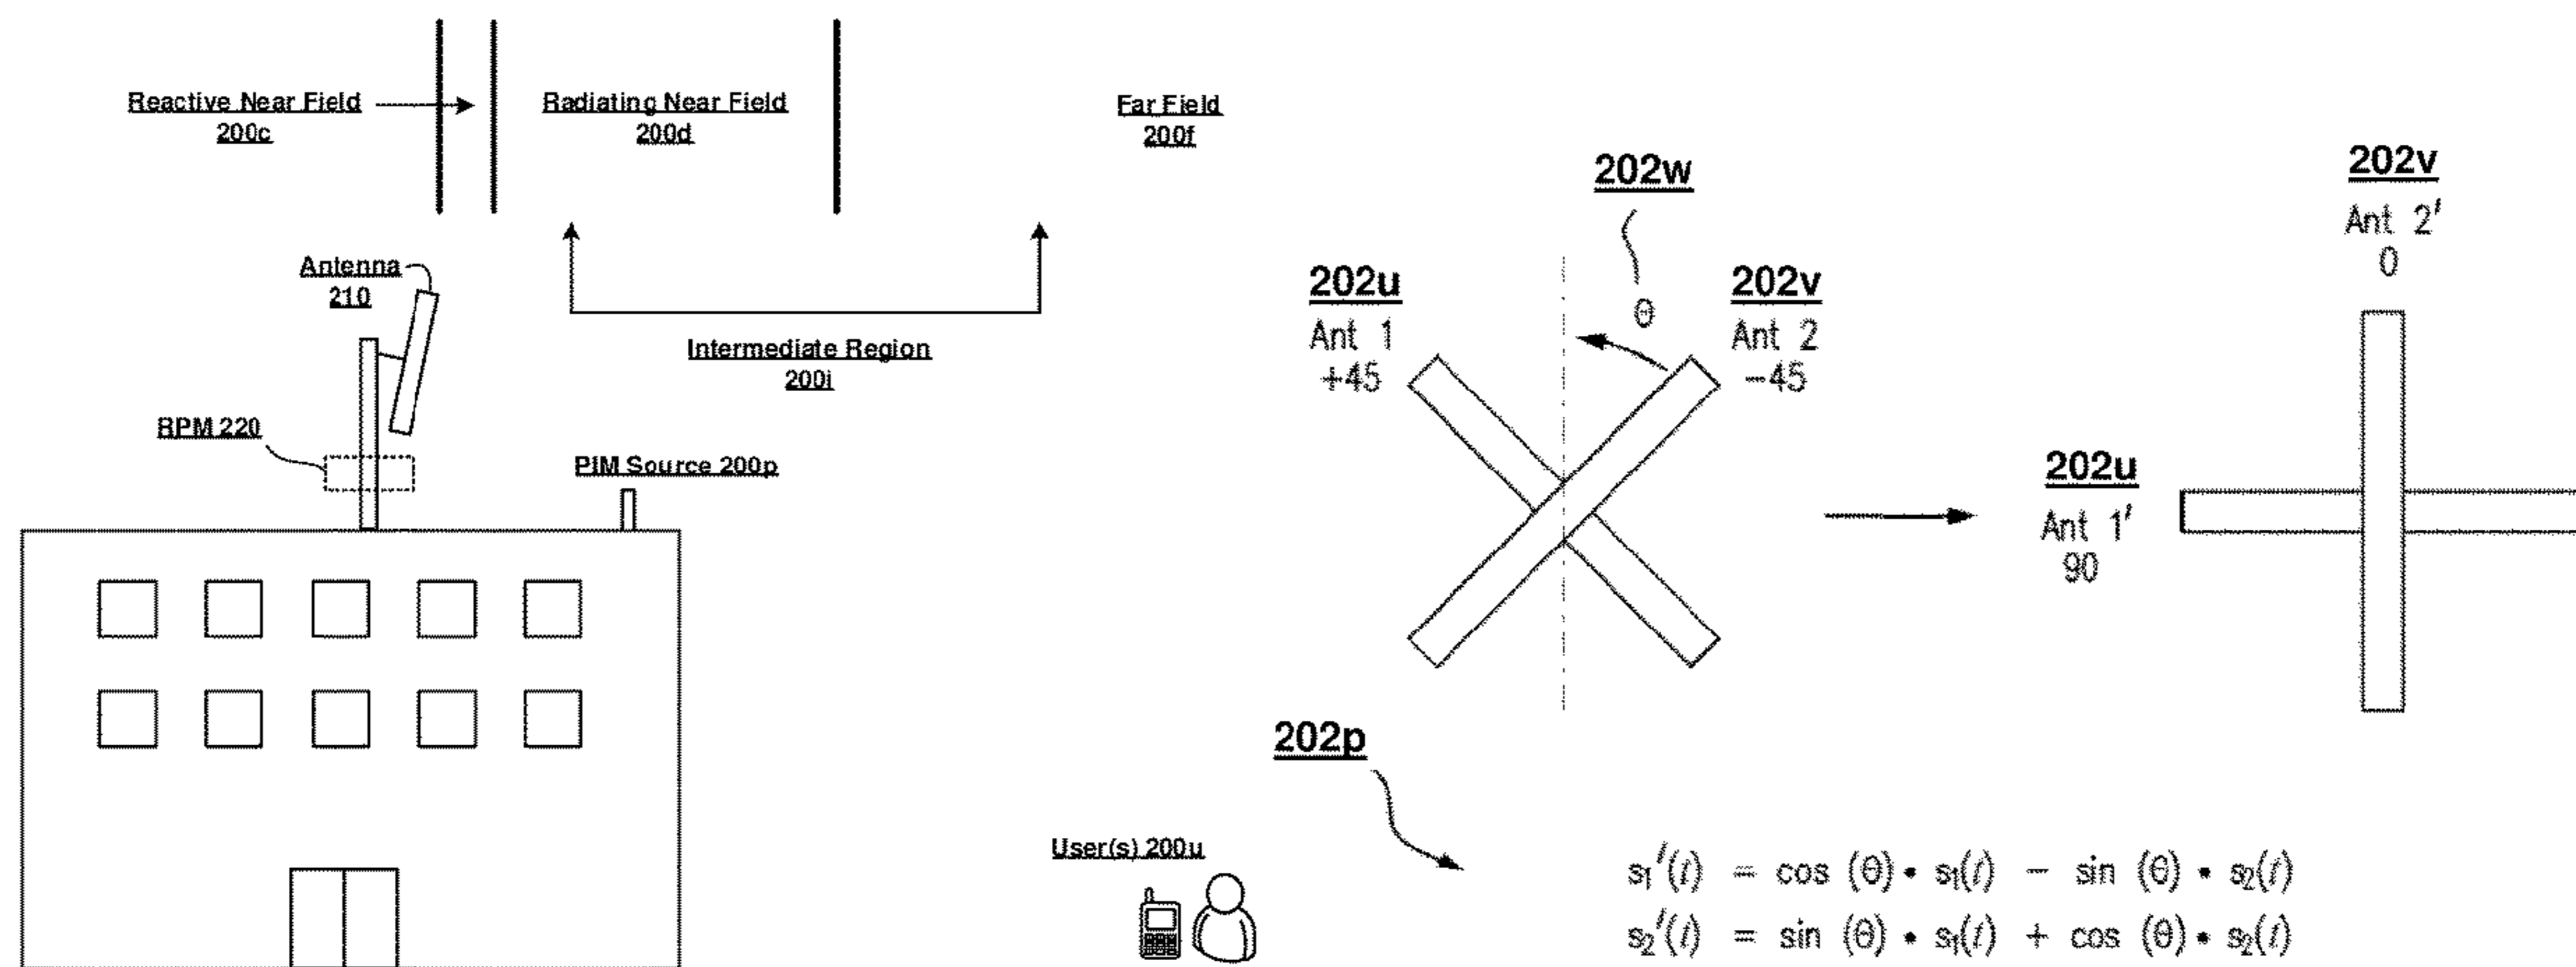 Reactive Near Field
200c
Radiating Near Field
200d
Far Field
200f
Antenna
210
Intermediate Region
200i
RPM 220
PIM Source 200p
User(s) 200u
202w
θ
202u
Ant 1
+45
202v
Ant 2
−45
202v
Ant 2′
0
202u
Ant 1′
90
202p
s₁′(t) = cos (θ) • s₁(t) − sin (θ) • s₂(t)
s₂′(t) = sin (θ) • s₁(t) + cos (θ) • s₂(t)